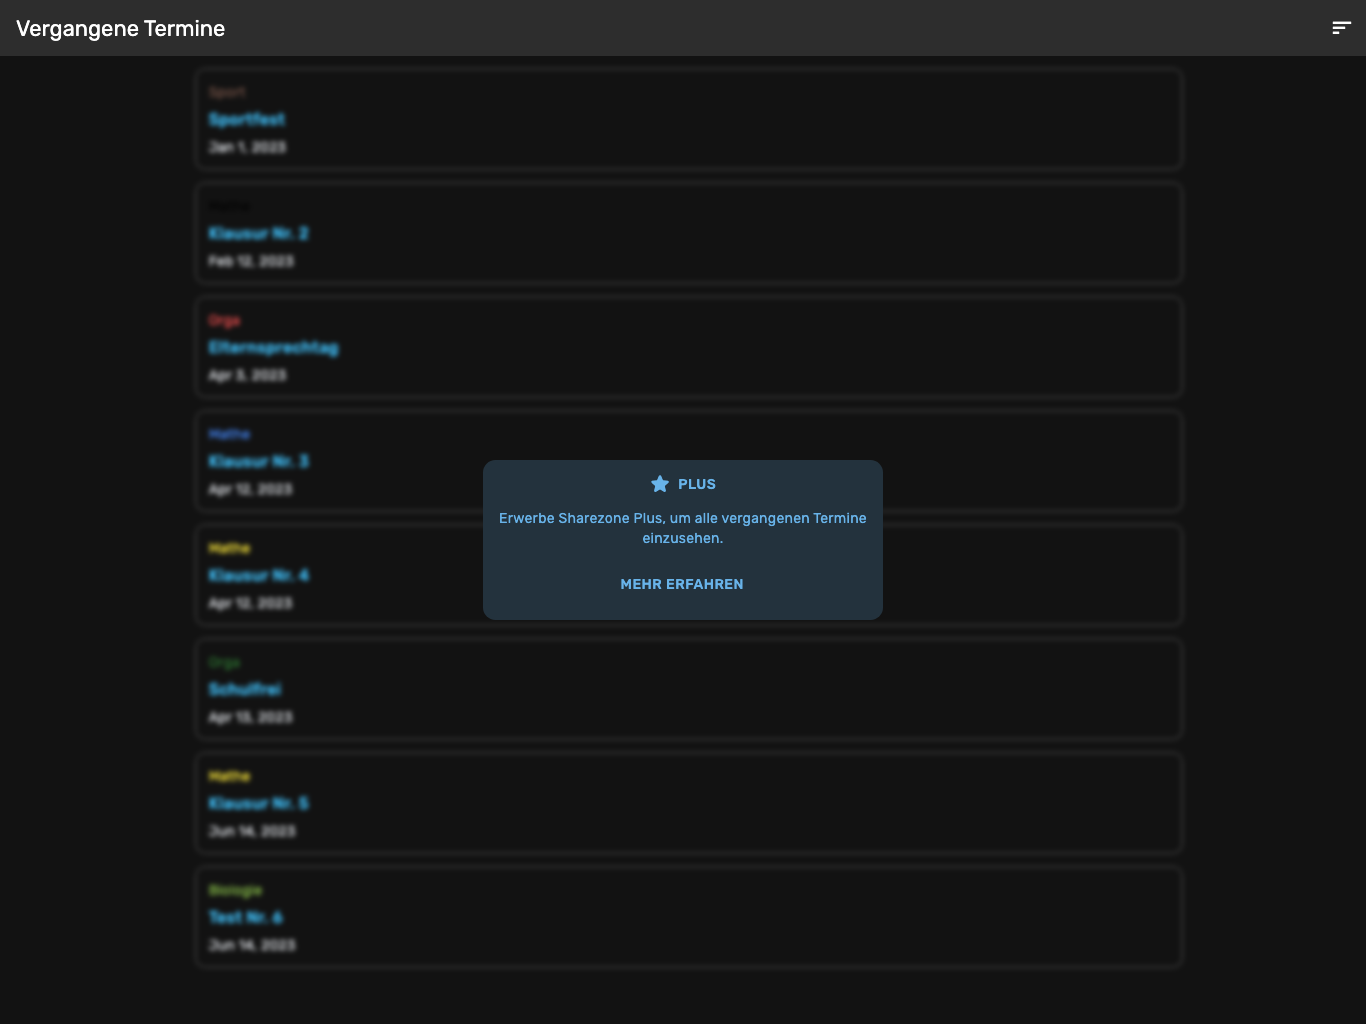 Vergangene Termine
Sport
Sportfest
Jan 1, 2023
Mathe
Klausur Nr. 2
Feb 12, 2023
Orga
Elternsprechtag
Apr 3, 2023
Mathe
Klausur Nr. 3
Apr 12, 2023
PLUS
Erwerbe Sharezone Plus, um alle vergangenen Termine
einzusehen.
MEHR ERFAHREN
Mathe
Klausur Nr. 4
Apr 12, 2023
Orga
Schulfrei
Apr 13, 2023
Mathe
Klausur Nr. 5
Jun 14, 2023
Biologie
Test Nr. 6
Jun 14, 2023